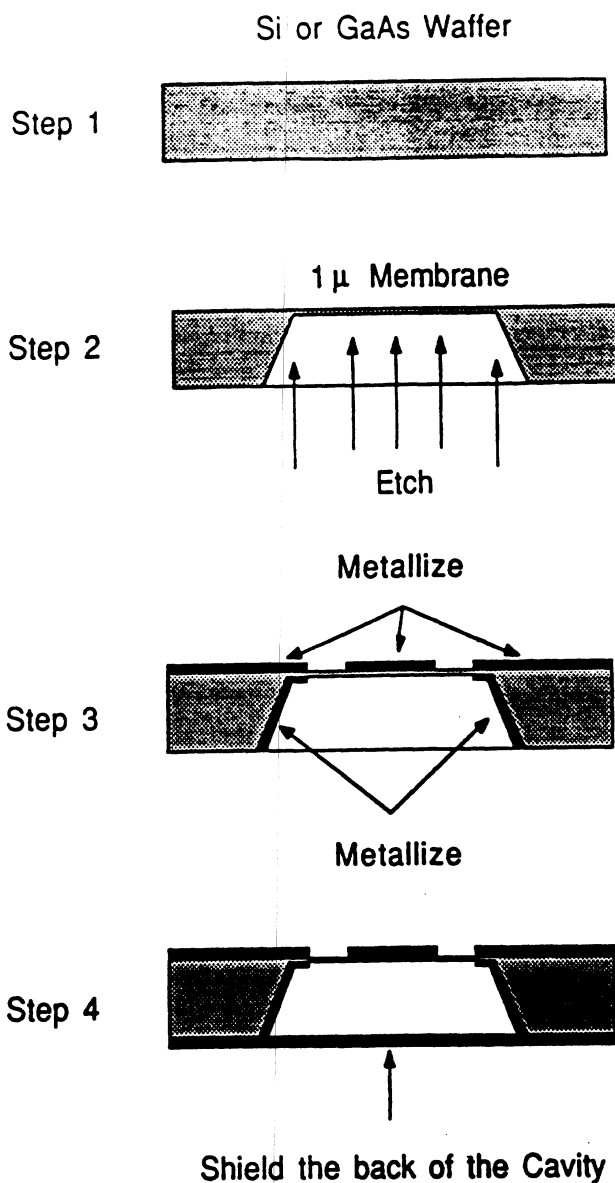 Si or GaAs Waffer
Step 1
1 μ Membrane
Step 2
Etch
Metallize
Step 3
Metallize
Step 4
Shield the back of the Cavity